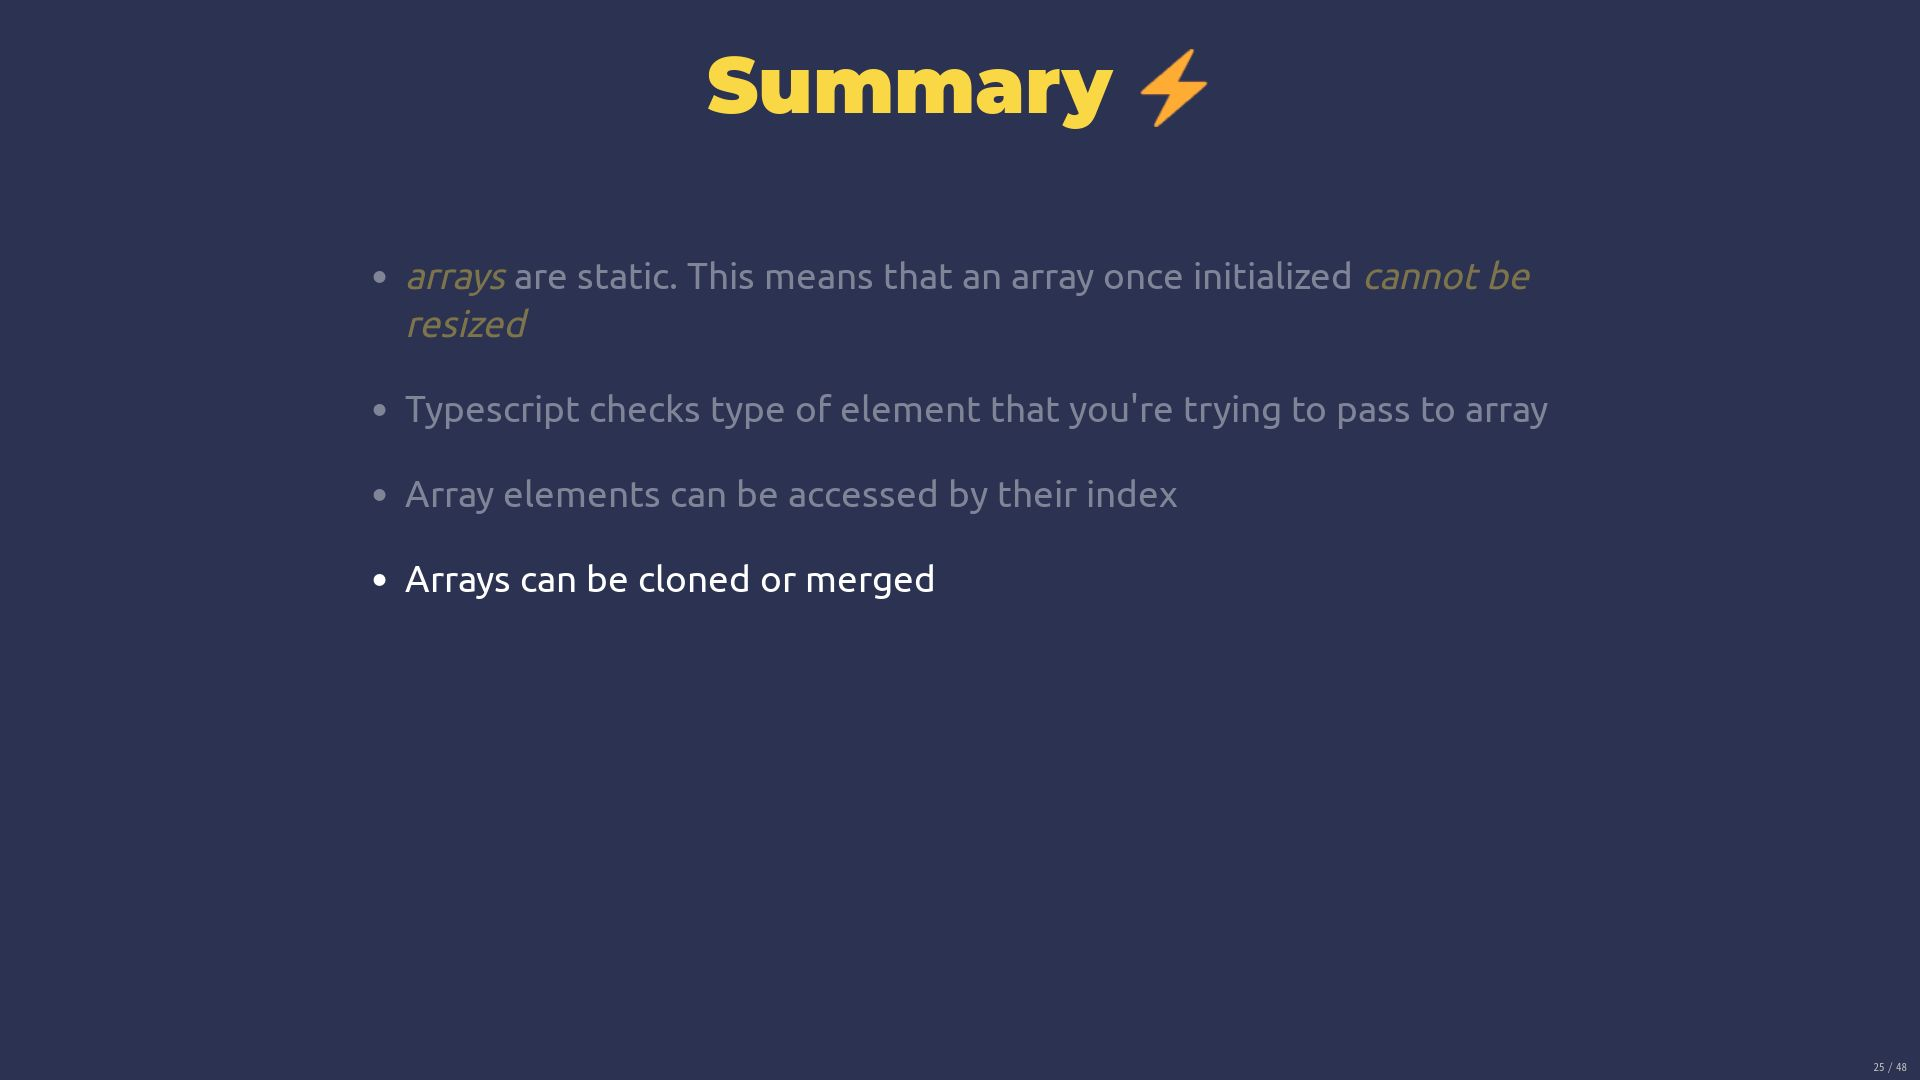 Summary ⚡
• arrays are static. This means that an array once initialized cannot be
resized
• Typescript checks type of element that you're trying to pass to array
• Array elements can be accessed by their index
• Arrays can be cloned or merged
25 / 48